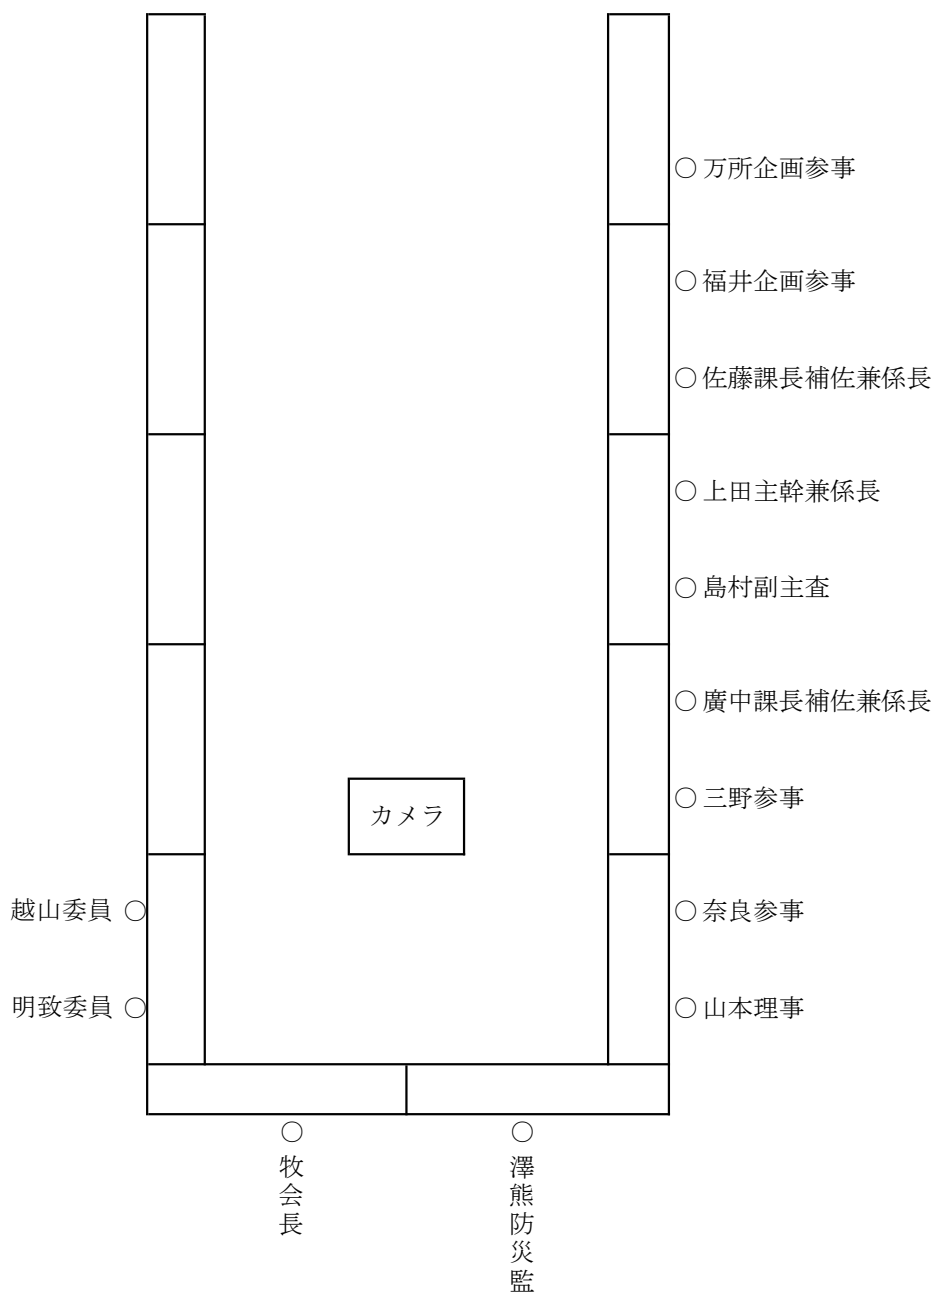 ○ 万所企画参事
○ 福井企画参事
○ 佐藤課長補佐兼係長
○ 上田主幹兼係長
○ 島村副主査
○ 廣中課長補佐兼係長
カメラ
○ 三野参事
越山委員 ○
○ 奈良参事
明致委員 ○
○ 山本理事
○
牧会長
○
澤熊防災監